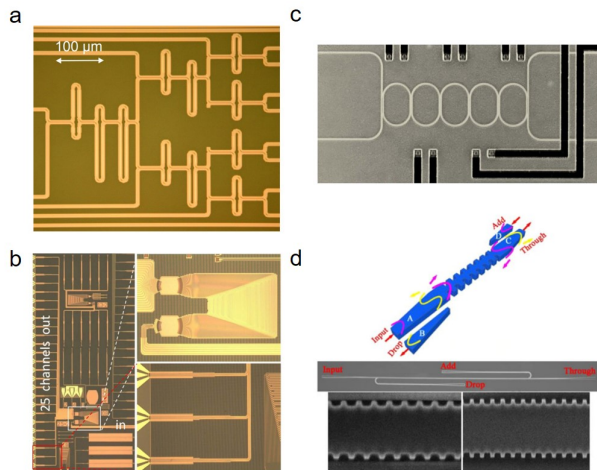 a
100 µm
b
25 channels out
in
c
d
Add
D
C
Through
A
Input
B
Drop
Input
Add
Through
Drop